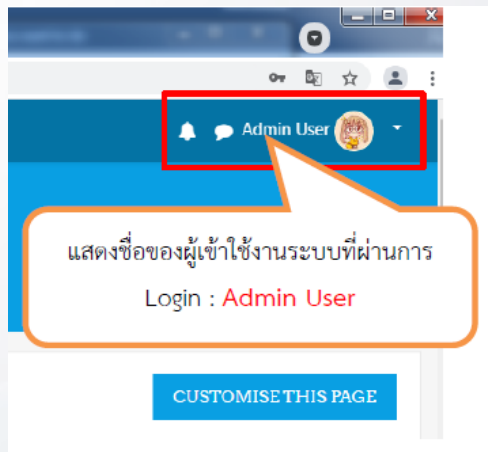 Admin User
แสดงชื่อของผู้เข้าใช้งานระบบที่ผ่านการ
Login : Admin User
CUSTOMISE THIS PAGE